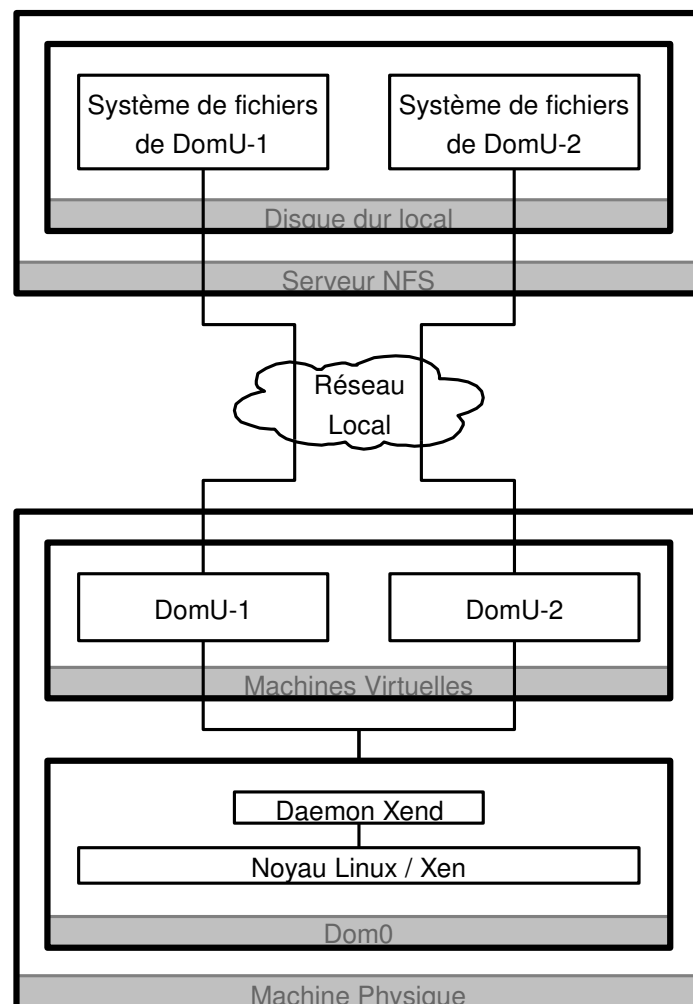 Système de fichiers
de DomU-1
Système de fichiers
de DomU-2
Disque dur local
Serveur NFS
Réseau
Local
DomU-1
DomU-2
Machines Virtuelles
Daemon Xend
Noyau Linux / Xen
Dom0
Machine Physique